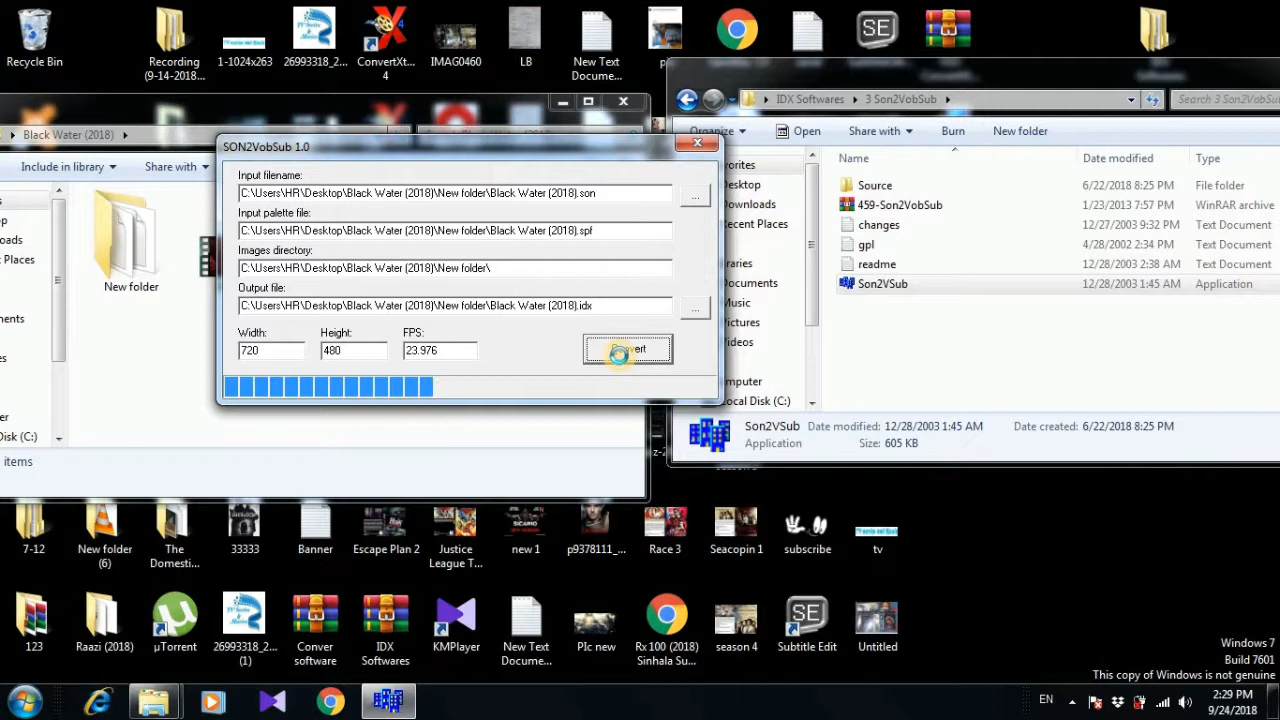 Recycle Bin
Recording
(9-14-2018...
1-1024x263
26993318_2...
ConvertXt...
4
IMAG0460
LB
New Text
Docume...
SE
IDX Softwares
3 Son2VobSub
Search 3 Son2VobSub
Black Water (2018)
Organize
Open
Share with
Burn
New folder
Include in library
Share with
SON2VobSub 1.0
Input filename:
C:\Users\HR\Desktop\Black Water (2018)\New folder\Black Water (2018).son
...
Input palette file:
C:\Users\HR\Desktop\Black Water (2018)\New folder\Black Water (2018).spf
Images directory:
C:\Users\HR\Desktop\Black Water (2018)\New folder\
Output file:
C:\Users\HR\Desktop\Black Water (2018)\New folder\Black Water (2018).idx
...
Width:
Height:
FPS:
720
480
23.976
New folder
Name
Date modified
Type
Source
6/22/2018 8:25 PM
File folder
459-Son2VobSub
1/23/2013 7:57 PM
WinRAR archive
changes
12/27/2003 9:32 PM
Text Document
gpl
4/28/2002 2:34 PM
Text Document
readme
12/28/2003 2:38 AM
Text Document
Son2VSub
12/28/2003 1:45 AM
Application
Desktop
Downloads
Recent Places
Documents
Music
Pictures
Videos
Local Disk (C:)
Son2VSub
Date modified: 12/28/2003 1:45 AM
Date created: 6/22/2018 8:25 PM
Application
Size: 605 KB
items
7-12
New folder
(6)
The
Domesti...
33333
Banner
Escape Plan 2
Justice
League T...
new 1
p9378111_...
Race 3
Seacopin 1
subscribe
tv
123
Raazi (2018)
µTorrent
26993318_2...
(1)
Conver
software
IDX
Softwares
KMPlayer
New Text
Docume...
PIc new
Rx 100 (2018)
Sinhala Su...
season 4
SE
Subtitle Edit
Untitled
Windows 7
Build 7601
This copy of Windows is not genuine
EN
2:29 PM
9/24/2018